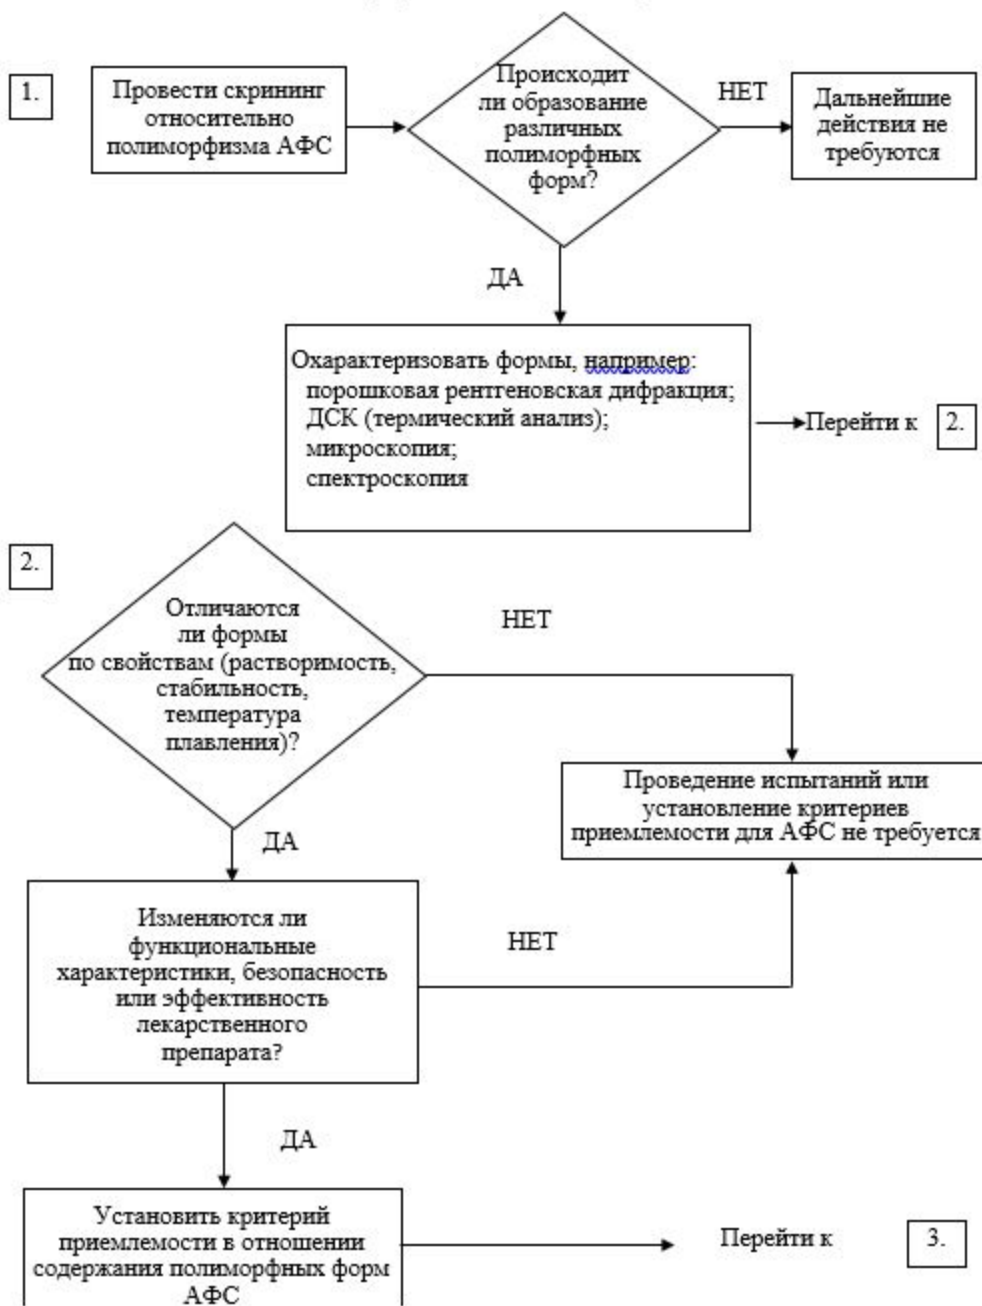 1.
Провести скрининг
относительно
полиморфизма АФС
Происходит
ли образование
различных
полиморфных
форм?
НЕТ
Дальнейшие
действия не
требуются
ДА
Охарактеризовать формы, например:
порошковая рентгеновская дифракция;
ДСК (термический анализ);
микроскопия;
спектроскопия
Перейти к
2.
2.
Отличаются
ли формы
по свойствам (растворимость,
стабильность,
температура
плавления)?
НЕТ
Проведение испытаний или
установление критериев
приемлемости для АФС не требуется
ДА
Изменяются ли
функциональные
характеристики, безопасность
или эффективность
лекарственного
препарата?
НЕТ
ДА
Установить критерий
приемлемости в отношении
содержания полиморфных форм
АФС
Перейти к
3.